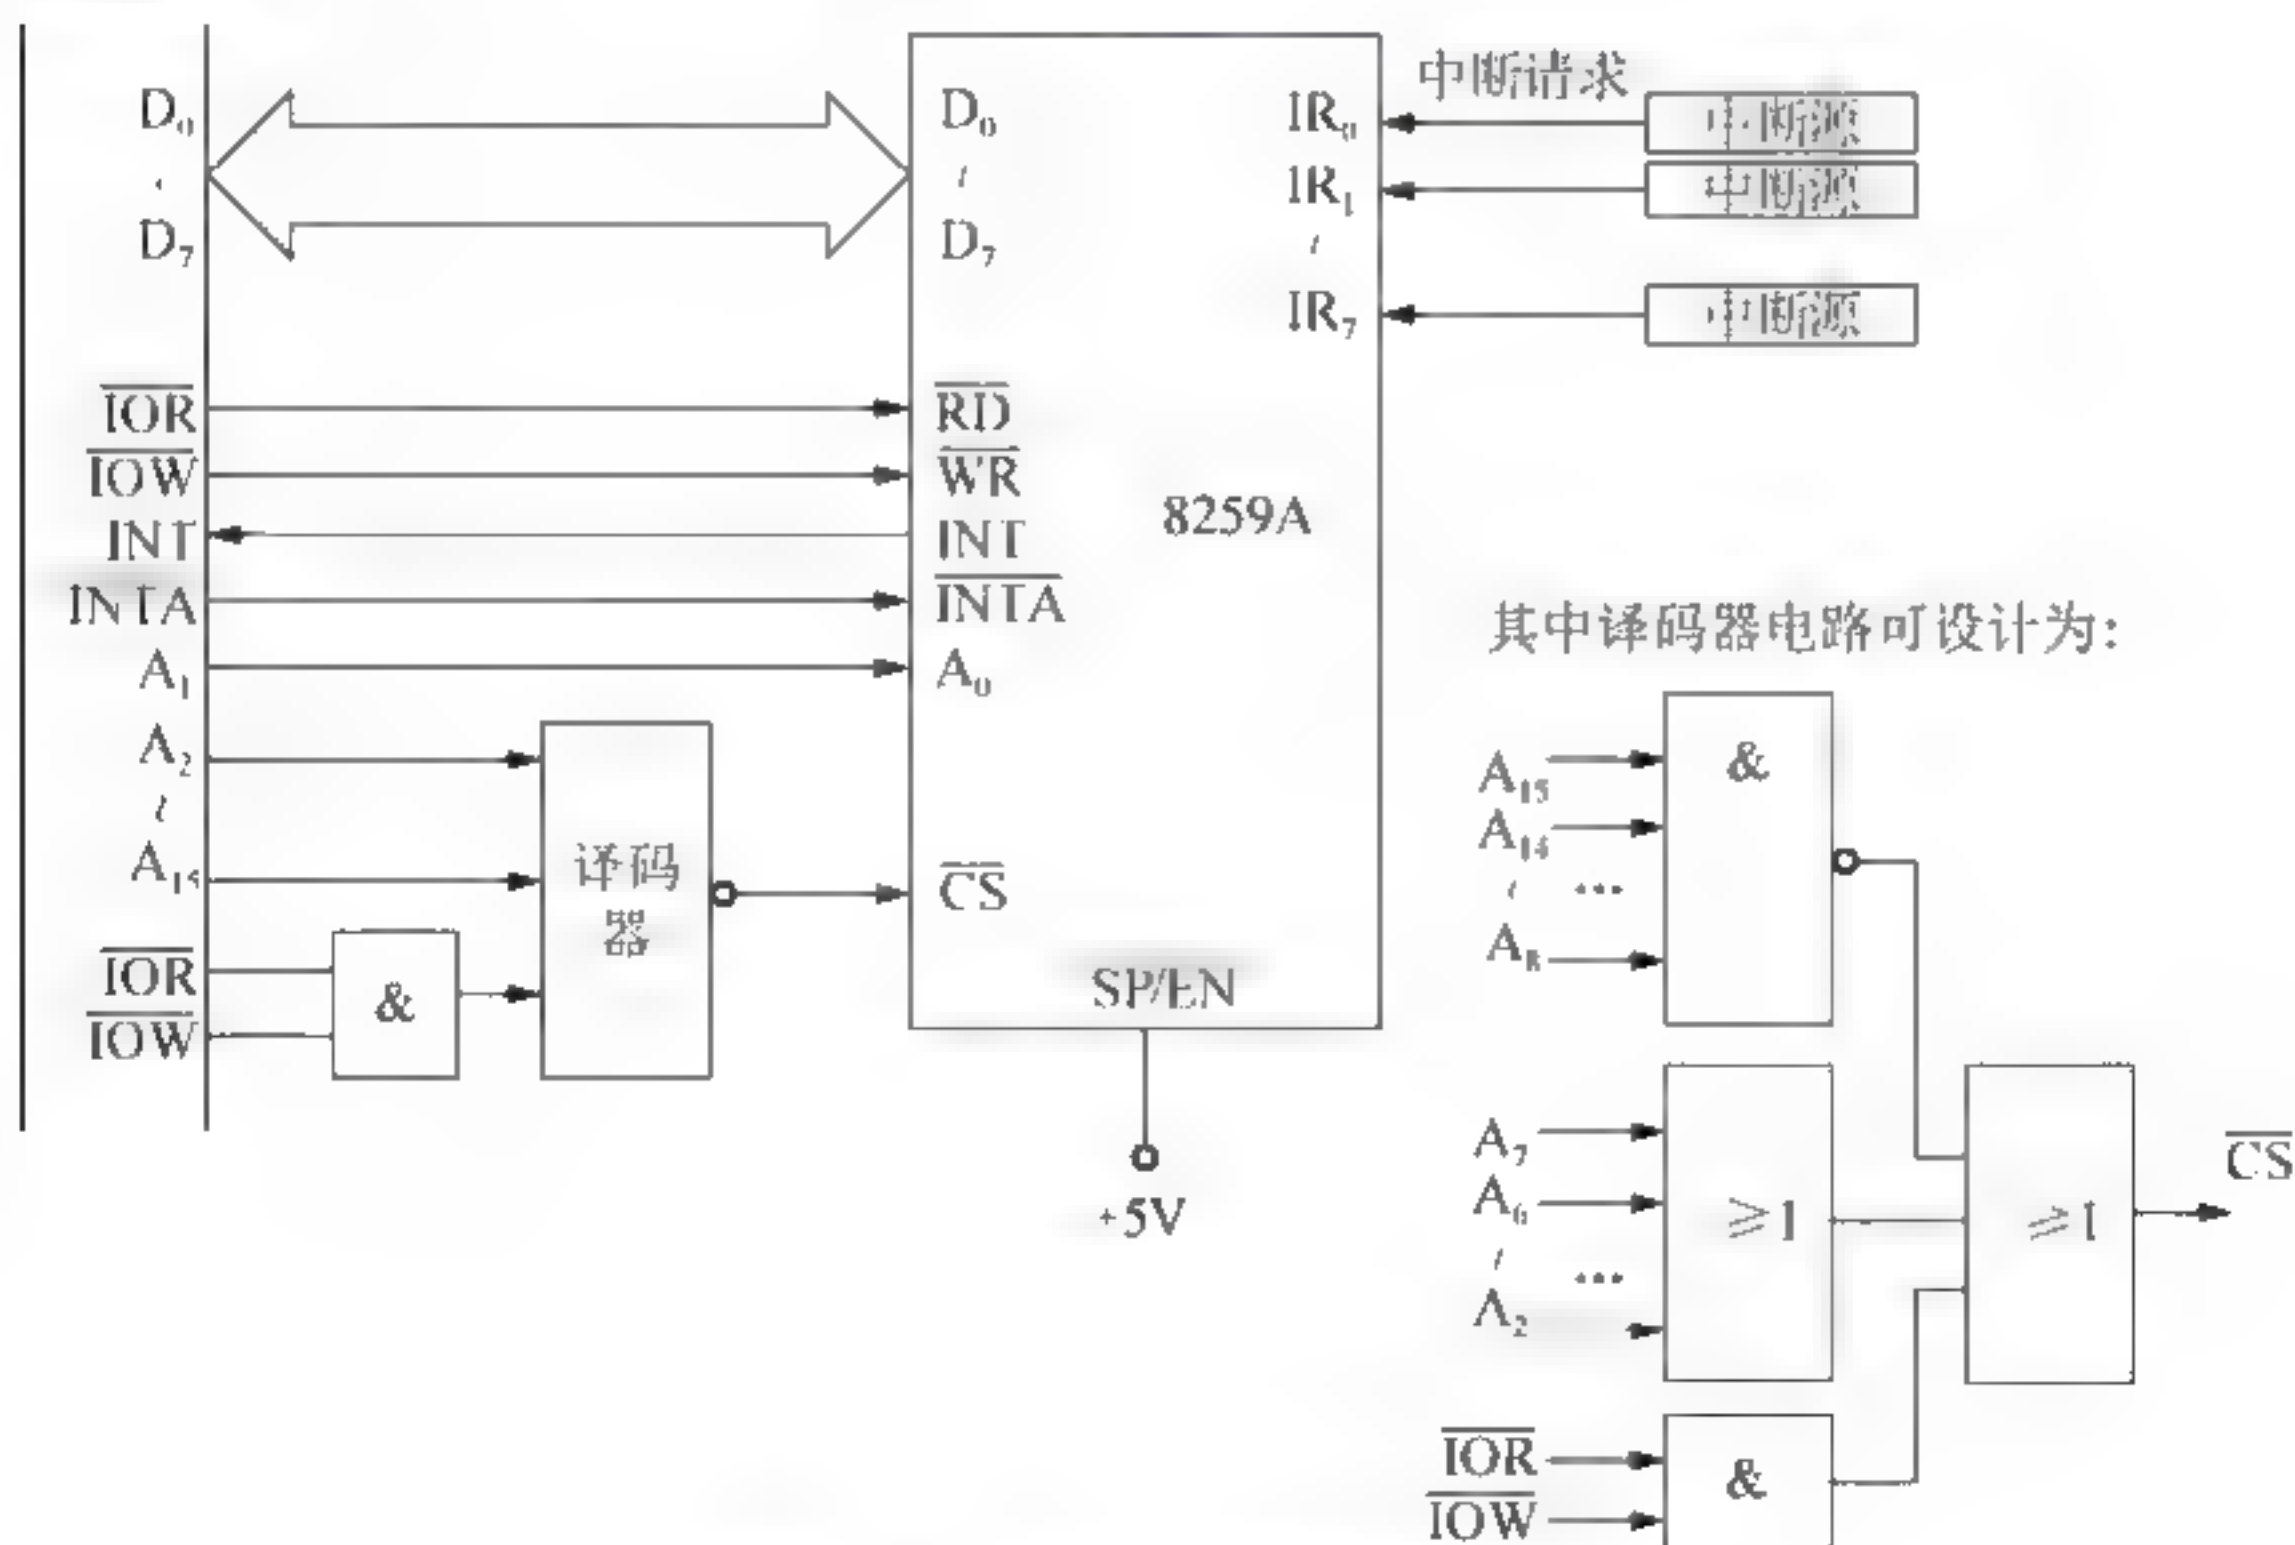 D₀
D₇
IOR
IOW
INT
INTA
A₁
A₂
~
A₁₅
IOR
IOW
&
译码
器
D₀
~
D₇
RD
WR
INT
INTA
A₀
CS
8259A
SP/EN
+5V
IR₀
IR₁
~
IR₇
中断请求
中断源
中断源
中断源
其中译码器电路可设计为：
A₁₅
A₁₄
~ …
A₈
&
A₇
A₆
~ …
A₂
≥1
IOR
IOW
&
≥1
CS